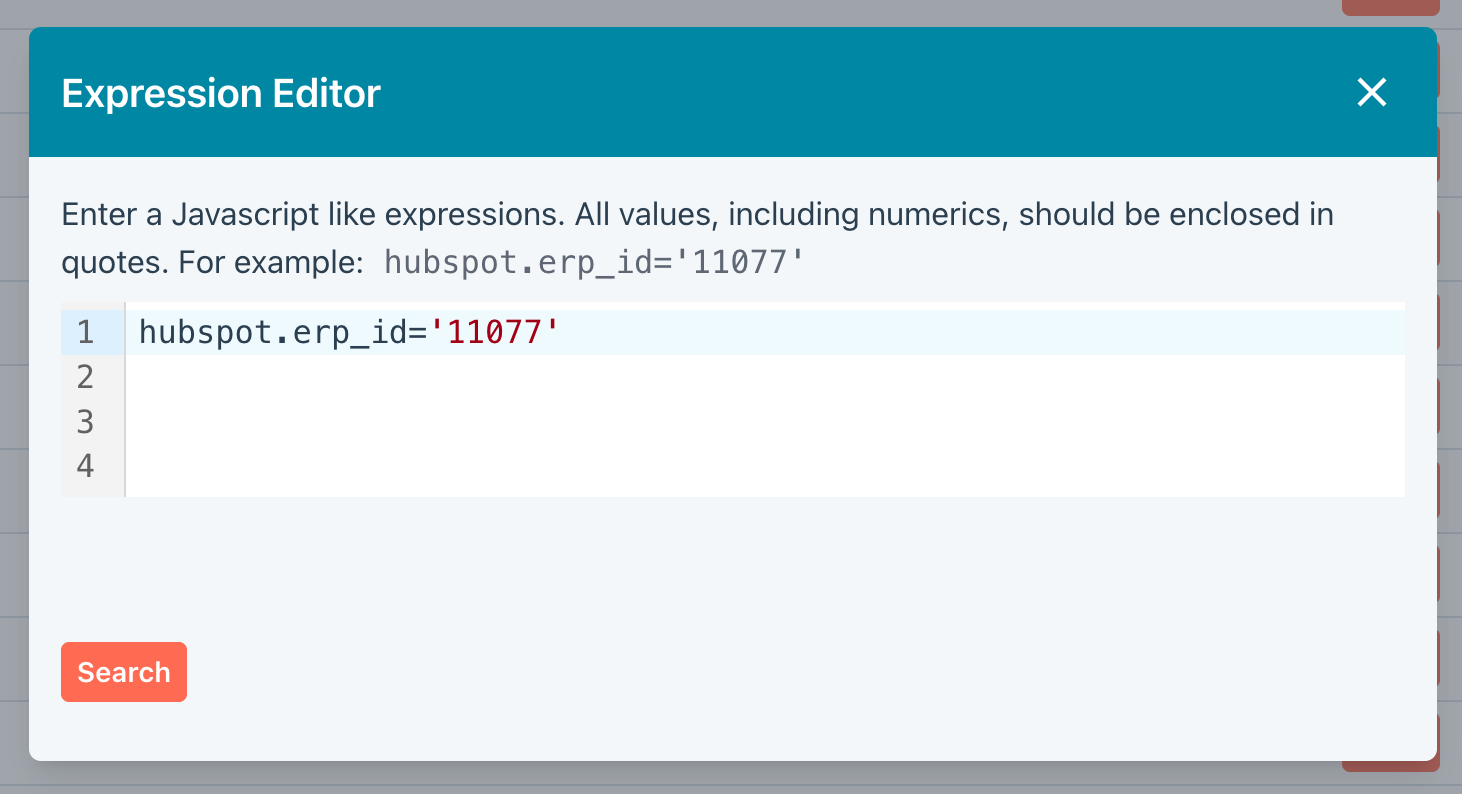 Expression Editor
Enter a Javascript like expressions. All values, including numerics, should be enclosed in
quotes. For example: hubspot.erp_id='11077'
1 hubspot.erp_id='11077'
2
3
4
Search